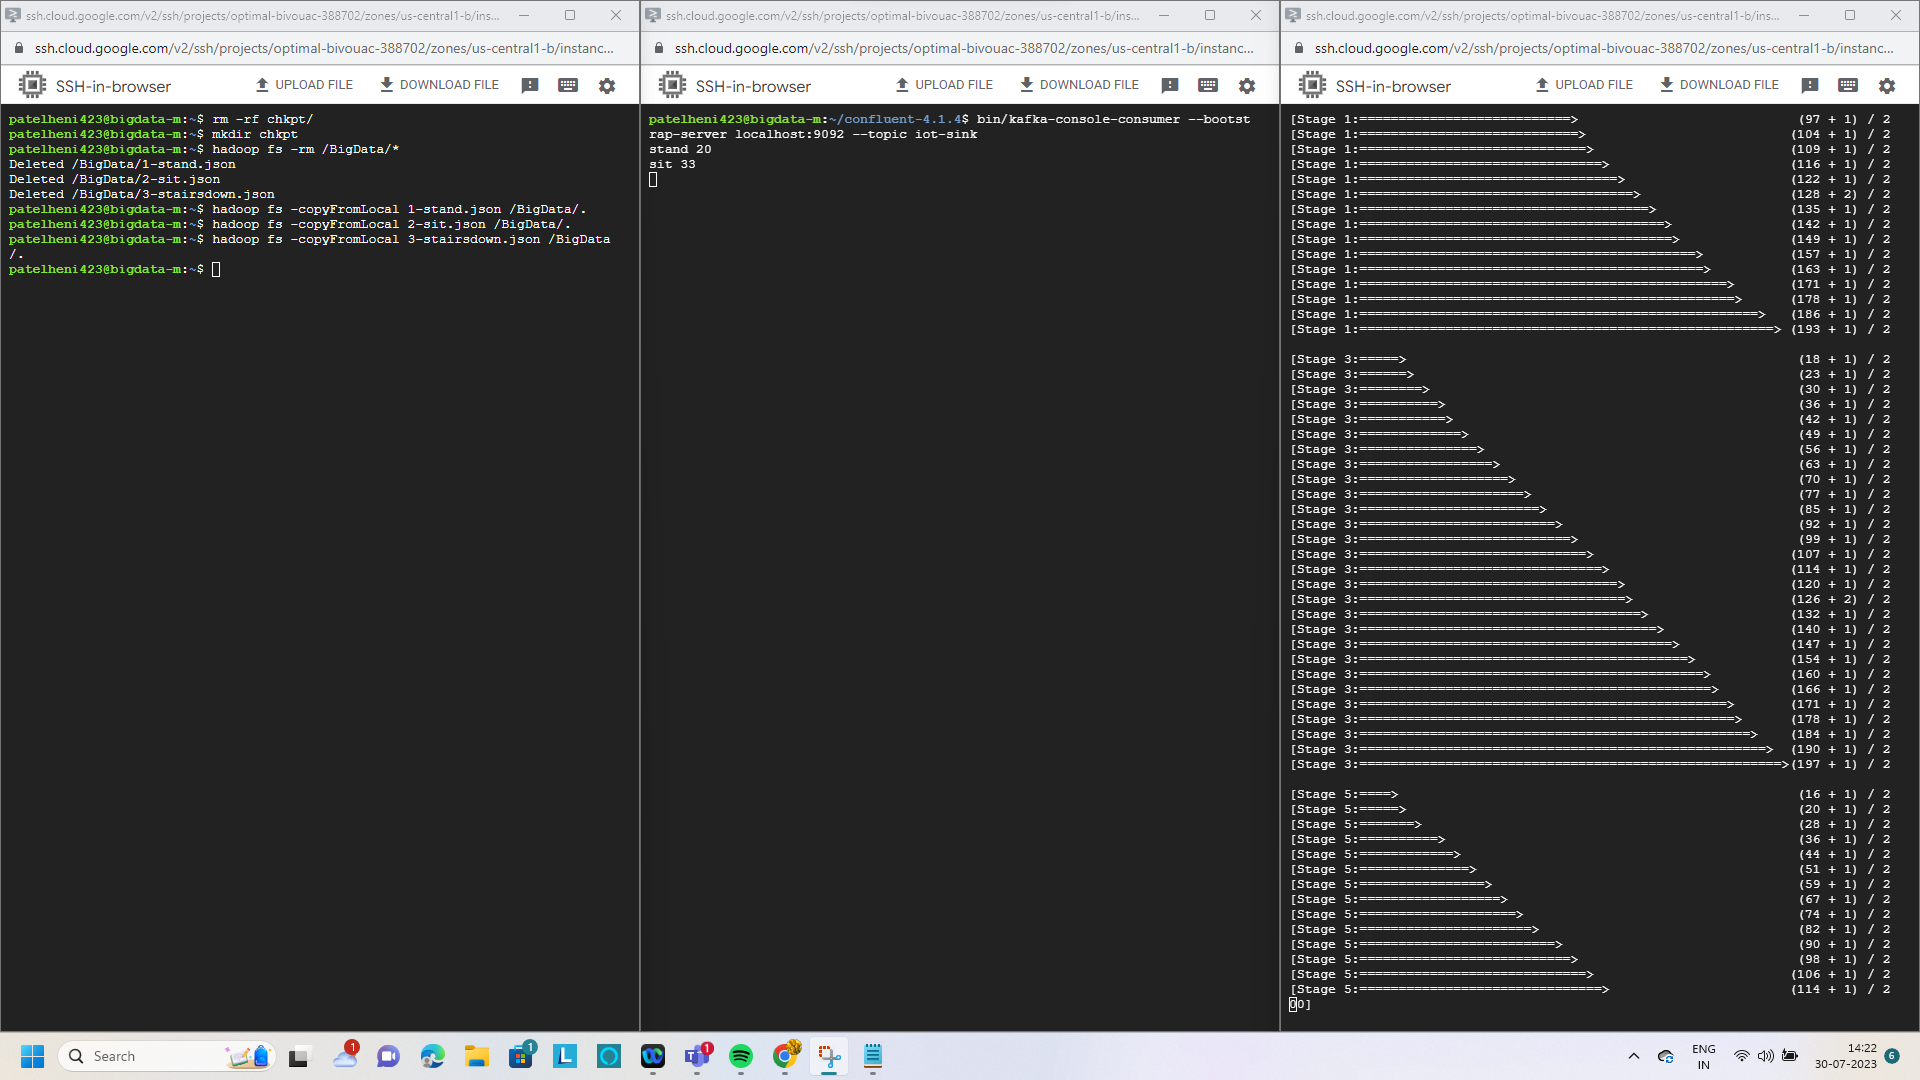 ssh.cloud.google.com/v2/ssh/projects/optimal-bivouac-388702/zones/us-central1-b/ins...
ssh.cloud.google.com/v2/ssh/projects/optimal-bivouac-388702/zones/us-central1-b/instanc...
SSH-in-browser
UPLOAD FILE
DOWNLOAD FILE
patelheni423@bigdata-m:~$ rm -rf chkpt/
patelheni423@bigdata-m:~$ mkdir chkpt
patelheni423@bigdata-m:~$ hadoop fs -rm /BigData/*
Deleted /BigData/1-stand.json
Deleted /BigData/2-sit.json
Deleted /BigData/3-stairsdown.json
patelheni423@bigdata-m:~$ hadoop fs -copyFromLocal 1-stand.json /BigData/.
patelheni423@bigdata-m:~$ hadoop fs -copyFromLocal 2-sit.json /BigData/.
patelheni423@bigdata-m:~$ hadoop fs -copyFromLocal 3-stairsdown.json /BigData
/.
patelheni423@bigdata-m:~$
ssh.cloud.google.com/v2/ssh/projects/optimal-bivouac-388702/zones/us-central1-b/ins...
ssh.cloud.google.com/v2/ssh/projects/optimal-bivouac-388702/zones/us-central1-b/instanc...
SSH-in-browser
UPLOAD FILE
DOWNLOAD FILE
patelheni423@bigdata-m:~/confluent-4.1.4$ bin/kafka-console-consumer --bootst
rap-server localhost:9092 --topic iot-sink
stand 20
sit 33
ssh.cloud.google.com/v2/ssh/projects/optimal-bivouac-388702/zones/us-central1-b/ins...
ssh.cloud.google.com/v2/ssh/projects/optimal-bivouac-388702/zones/us-central1-b/instanc...
SSH-in-browser
UPLOAD FILE
DOWNLOAD FILE
[Stage 1:===========================> (97 + 1) / 2
[Stage 1:============================> (104 + 1) / 2
[Stage 1:=============================> (109 + 1) / 2
[Stage 1:===============================> (116 + 1) / 2
[Stage 1:=================================> (122 + 1) / 2
[Stage 1:===================================> (128 + 2) / 2
[Stage 1:=====================================> (135 + 1) / 2
[Stage 1:=======================================> (142 + 1) / 2
[Stage 1:========================================> (149 + 1) / 2
[Stage 1:===========================================> (157 + 1) / 2
[Stage 1:============================================> (163 + 1) / 2
[Stage 1:===============================================> (171 + 1) / 2
[Stage 1:================================================> (178 + 1) / 2
[Stage 1:===================================================> (186 + 1) / 2
[Stage 1:=====================================================> (193 + 1) / 2
[Stage 3:=====> (18 + 1) / 2
[Stage 3:======> (23 + 1) / 2
[Stage 3:========> (30 + 1) / 2
[Stage 3:==========> (36 + 1) / 2
[Stage 3:===========> (42 + 1) / 2
[Stage 3:=============> (49 + 1) / 2
[Stage 3:===============> (56 + 1) / 2
[Stage 3:=================> (63 + 1) / 2
[Stage 3:===================> (70 + 1) / 2
[Stage 3:=====================> (77 + 1) / 2
[Stage 3:=======================> (85 + 1) / 2
[Stage 3:=========================> (92 + 1) / 2
[Stage 3:===========================> (99 + 1) / 2
[Stage 3:=============================> (107 + 1) / 2
[Stage 3:===============================> (114 + 1) / 2
[Stage 3:=================================> (120 + 1) / 2
[Stage 3:==================================> (126 + 2) / 2
[Stage 3:====================================> (132 + 1) / 2
[Stage 3:======================================> (140 + 1) / 2
[Stage 3:========================================> (147 + 1) / 2
[Stage 3:==========================================> (154 + 1) / 2
[Stage 3:============================================> (160 + 1) / 2
[Stage 3:=============================================> (166 + 1) / 2
[Stage 3:===============================================> (171 + 1) / 2
[Stage 3:================================================> (178 + 1) / 2
[Stage 3:==================================================> (184 + 1) / 2
[Stage 3:====================================================> (190 + 1) / 2
[Stage 3:======================================================>(197 + 1) / 2
[Stage 5:====> (16 + 1) / 2
[Stage 5:=====> (20 + 1) / 2
[Stage 5:=======> (28 + 1) / 2
[Stage 5:==========> (36 + 1) / 2
[Stage 5:============> (44 + 1) / 2
[Stage 5:==============> (51 + 1) / 2
[Stage 5:================> (59 + 1) / 2
[Stage 5:==================> (67 + 1) / 2
[Stage 5:====================> (74 + 1) / 2
[Stage 5:======================> (82 + 1) / 2
[Stage 5:=========================> (90 + 1) / 2
[Stage 5:===========================> (98 + 1) / 2
[Stage 5:=============================> (106 + 1) / 2
[Stage 5:===============================> (114 + 1) / 2
00]
Search
1
1
1
ENG
IN
14:22
30-07-2023
6